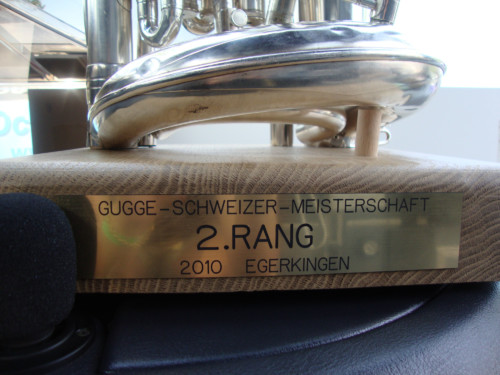 GUGGE-SCHWEIZER-MEISTERSCHAFT
2.RANG
2010 EGERKINGEN